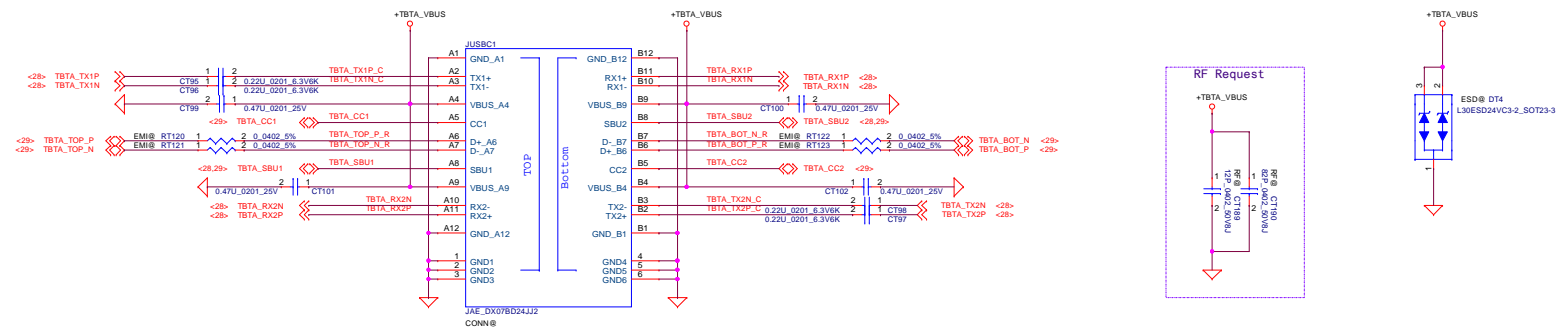 +TBTA_VBUS
+TBTA_VBUS
+TBTA_VBUS
JUSBC1
A1 GND_A1 GND_B12 B12
<28> TBTA_TX1P 1 2 TBTA_TX1P_C A2 TX1+ RX1+ B11 TBTA_RX1P TBTA_RX1P <28>
CT95 0.22U_0201_6.3V6K
<28> TBTA_TX1N 1 2 TBTA_TX1N_C A3 TX1- RX1- B10 TBTA_RX1N TBTA_RX1N <28>
CT96 0.22U_0201_6.3V6K
2 1 A4 VBUS_A4 VBUS_B9 B9 1 2
CT99 0.47U_0201_25V CT100 0.47U_0201_25V
<29> TBTA_CC1 TBTA_CC1 A5 CC1 SBU2 B8 TBTA_SBU2 TBTA_SBU2 <28,29>
<29> TBTA_TOP_P EMI@ RT120 1 2 0_0402_5% TBTA_TOP_P_R A6 D+_A6 D-_B7 B7 TBTA_BOT_N_R EMI@ RT122 1 2 0_0402_5% TBTA_BOT_N <29>
<29> TBTA_TOP_N EMI@ RT121 1 2 0_0402_5% TBTA_TOP_N_R A7 D-_A7 D+_B6 B6 TBTA_BOT_P_R EMI@ RT123 1 2 0_0402_5% TBTA_BOT_P <29>
<28,29> TBTA_SBU1 TBTA_SBU1 A8 SBU1 CC2 B5 TBTA_CC2 TBTA_CC2 <29>
2 1 A9 VBUS_A9 VBUS_B4 B4 1 2
0.47U_0201_25V CT101 CT102 0.47U_0201_25V
<28> TBTA_RX2N TBTA_RX2N A10 RX2- TX2- B3 TBTA_TX2N_C 2 1 TBTA_TX2N <28>
0.22U_0201_6.3V6K CT98
<28> TBTA_RX2P TBTA_RX2P A11 RX2+ TX2+ B2 TBTA_TX2P_C 2 1 TBTA_TX2P <28>
0.22U_0201_6.3V6K CT97
A12 GND_A12 GND_B1 B1
1 GND1 GND4 4
2 GND2 GND5 5
3 GND3 GND6 6
TOP
Bottom
JAE_DX07BD24JJ2
CONN@
RF Request
+TBTA_VBUS
1 2
RF@ CT189
12P_0402_50V8J
1 2
RF@ CT190
82P_0402_50V8J
3 2
ESD@ DT4
L30ESD24VC3-2_SOT23-3
1